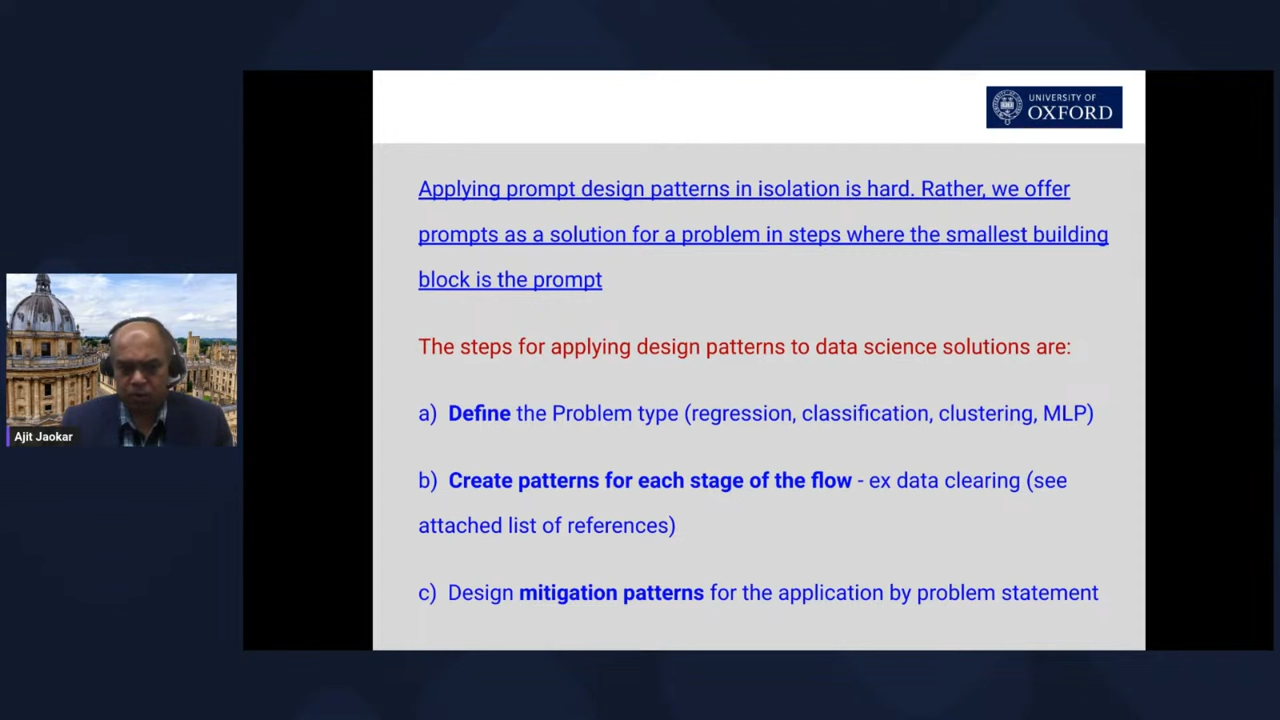 UNIVERSITY OF
OXFORD
Applying prompt design patterns in isolation is hard. Rather, we offer
prompts as a solution for a problem in steps where the smallest building
block is the prompt
The steps for applying design patterns to data science solutions are:
a) Define the Problem type (regression, classification, clustering, MLP)
b) Create patterns for each stage of the flow - ex data clearing (see
attached list of references)
c) Design mitigation patterns for the application by problem statement
Ajit Jaokar